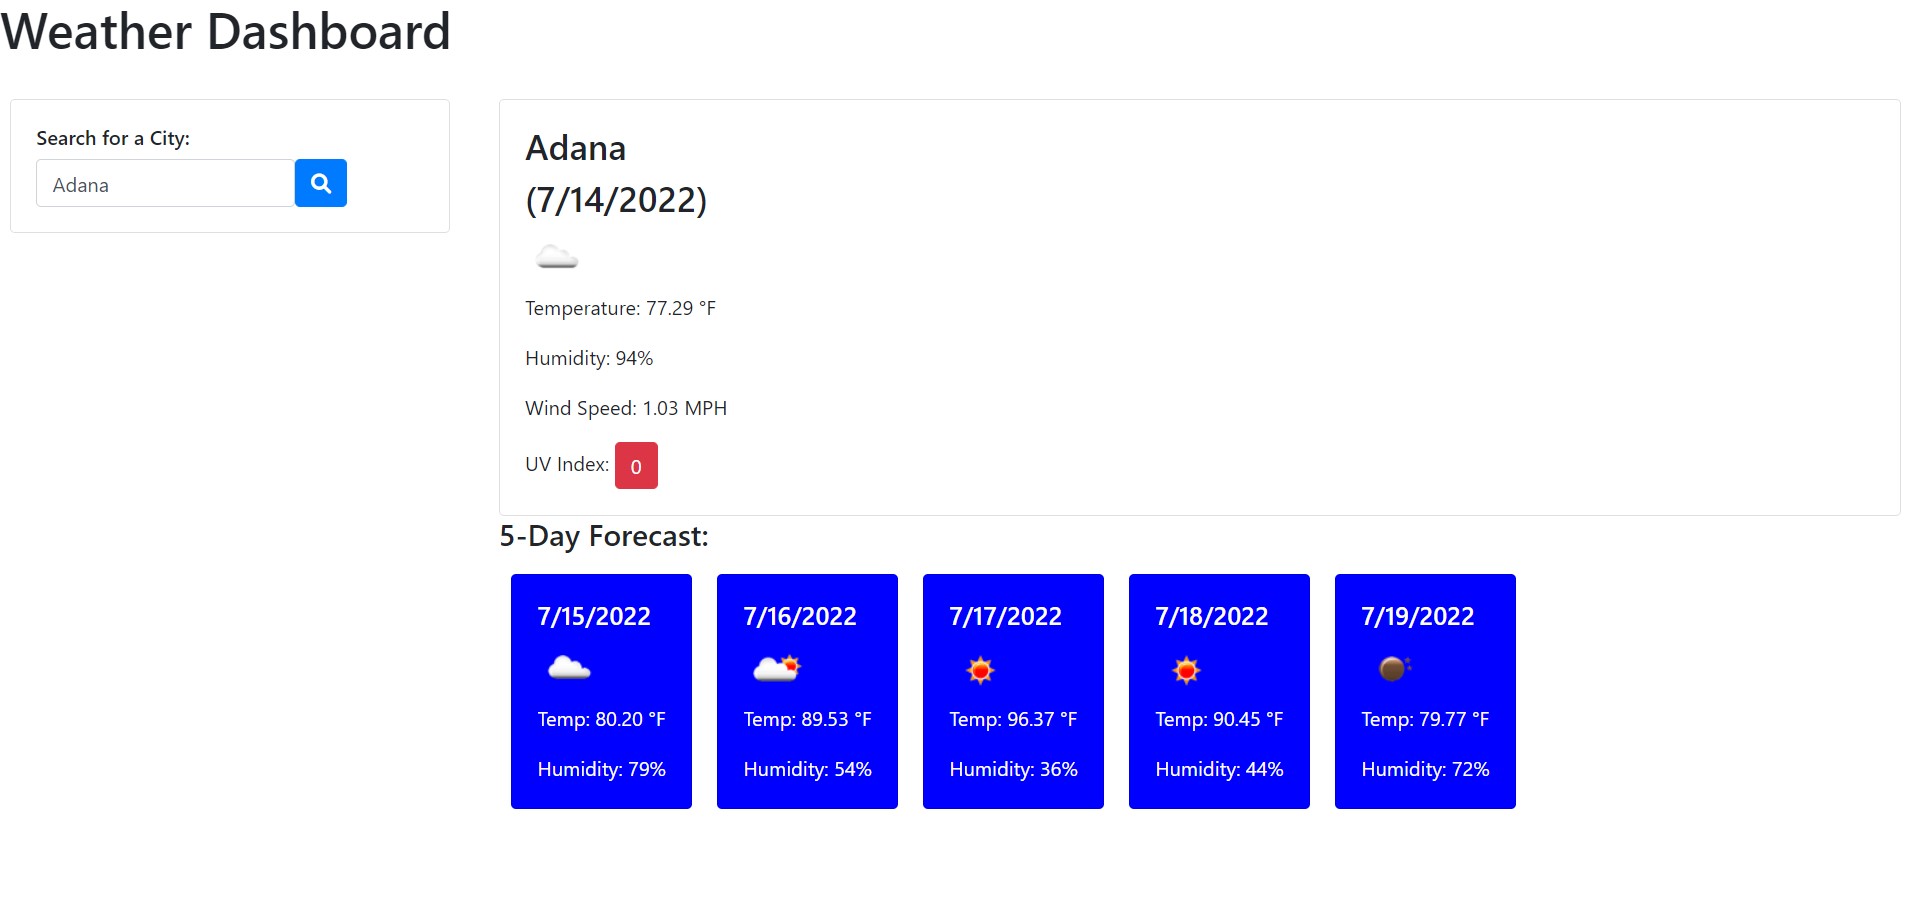 Weather Dashboard
Search for a City:
Adana
Adana
(7/14/2022)
Temperature: 77.29 °F
Humidity: 94%
Wind Speed: 1.03 MPH
UV Index: 0
5-Day Forecast:
7/15/2022
Temp: 80.20 °F
Humidity: 79%
7/16/2022
Temp: 89.53 °F
Humidity: 54%
7/17/2022
Temp: 96.37 °F
Humidity: 36%
7/18/2022
Temp: 90.45 °F
Humidity: 44%
7/19/2022
Temp: 79.77 °F
Humidity: 72%